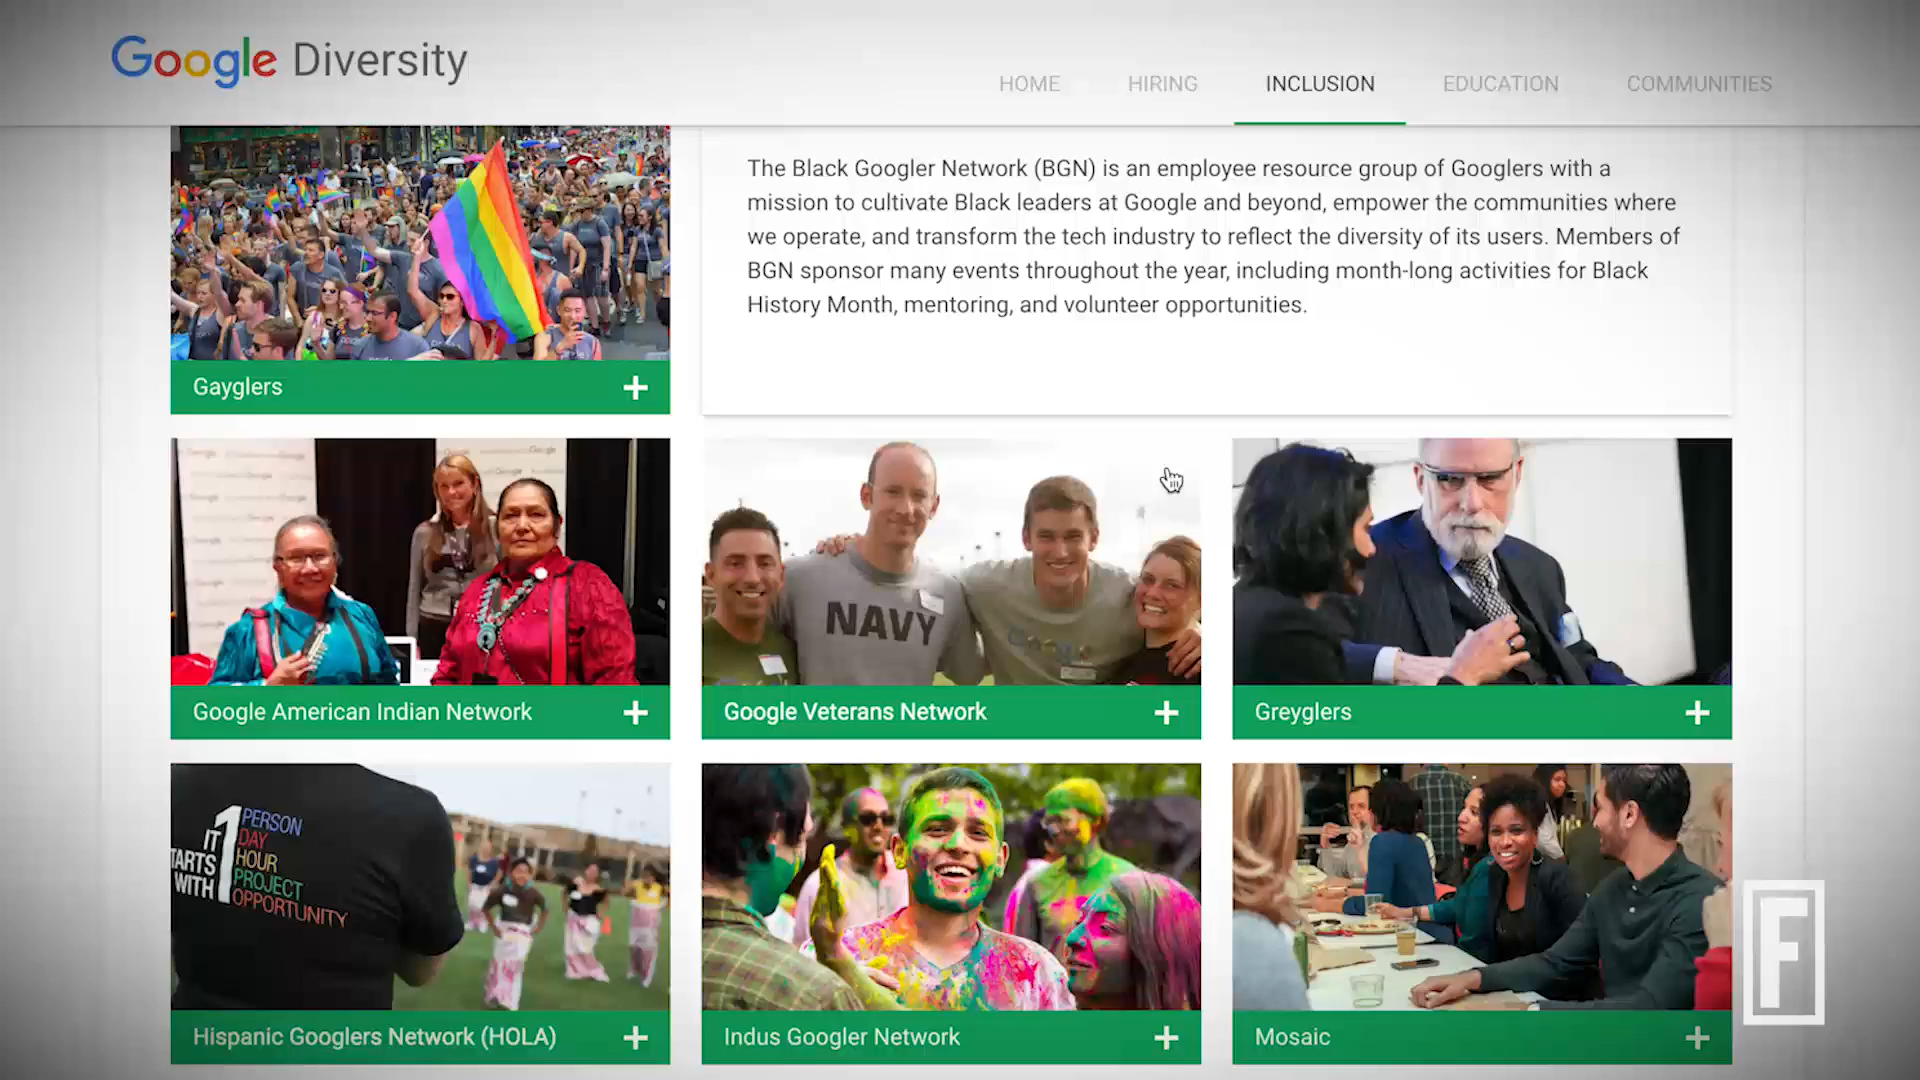 Google Diversity
HOME
HIRING
INCLUSION
EDUCATION
COMMUNITIES
The Black Googler Network (BGN) is an employee resource group of Googlers with a
mission to cultivate Black leaders at Google and beyond, empower the communities where
we operate, and transform the tech industry to reflect the diversity of its users. Members of
BGN sponsor many events throughout the year, including month-long activities for Black
History Month, mentoring, and volunteer opportunities.
Gayglers
NAVY
Google
Google American Indian Network
Google Veterans Network
Greyglers
1
PERSON
IT
DAY
TARTS
HOUR
WITH
PROJECT
OPPORTUNITY
Hispanic Googlers Network (HOLA)
Indus Googler Network
Mosaic
F